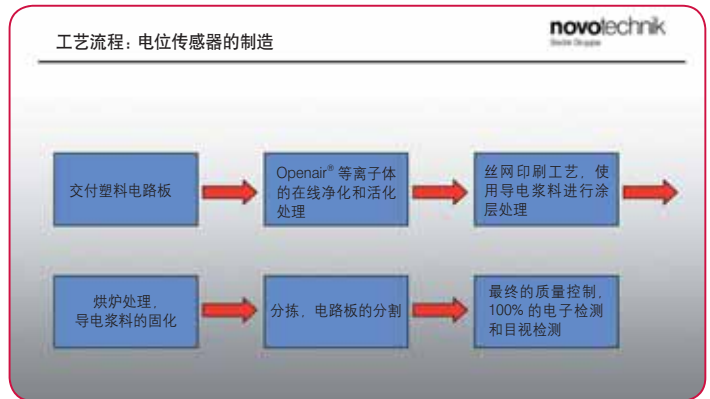 工艺流程：电位传感器的制造
novotechnik
Siedle Gruppe
交付塑料电路板
Openair® 等离子体
的在线净化和活化
处理
丝网印刷工艺，使
用导电浆料进行涂
层处理
烘炉处理，
导电浆料的固化
分拣，电路板的分割
最终的质量控制，
100% 的电子检测
和目视检测